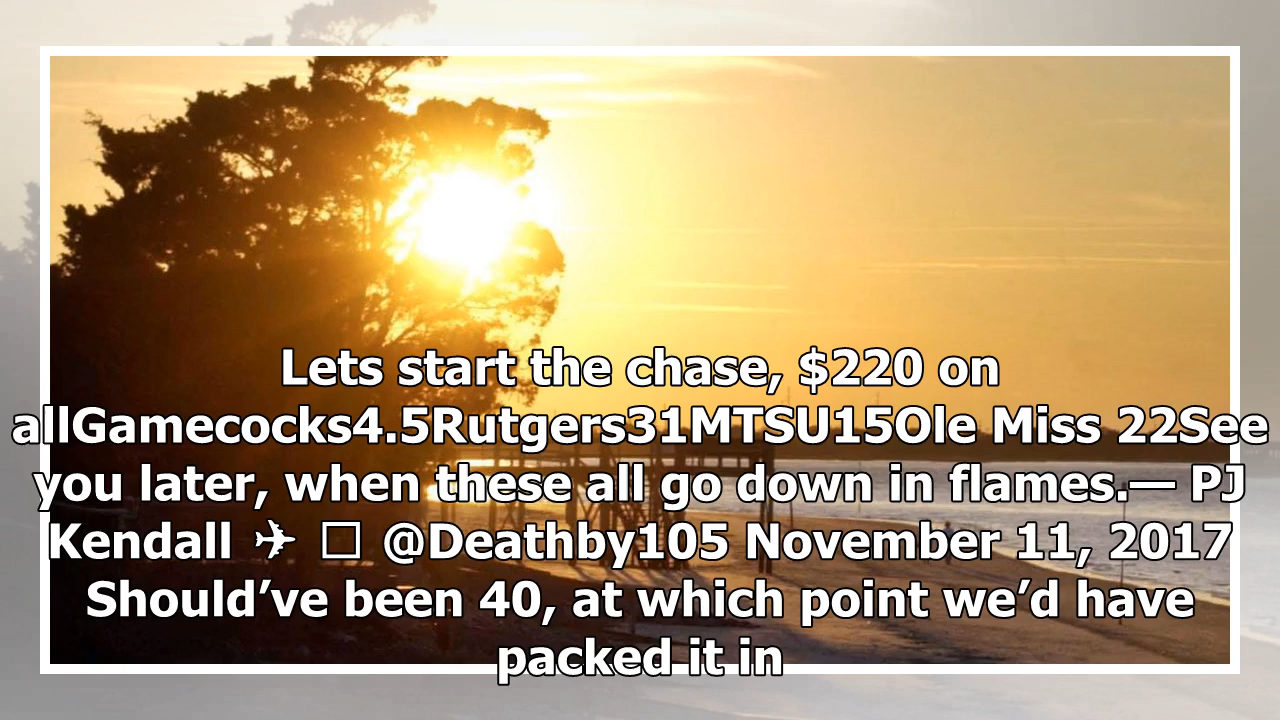 Lets start the chase, $220 on
allGamecocks4.5Rutgers31MTSU15Ole Miss 22See
you later, when these all go down in flames.— PJ
Kendall ✈ □ @Deathby105 November 11, 2017
Should’ve been 40, at which point we’d have
packed it in